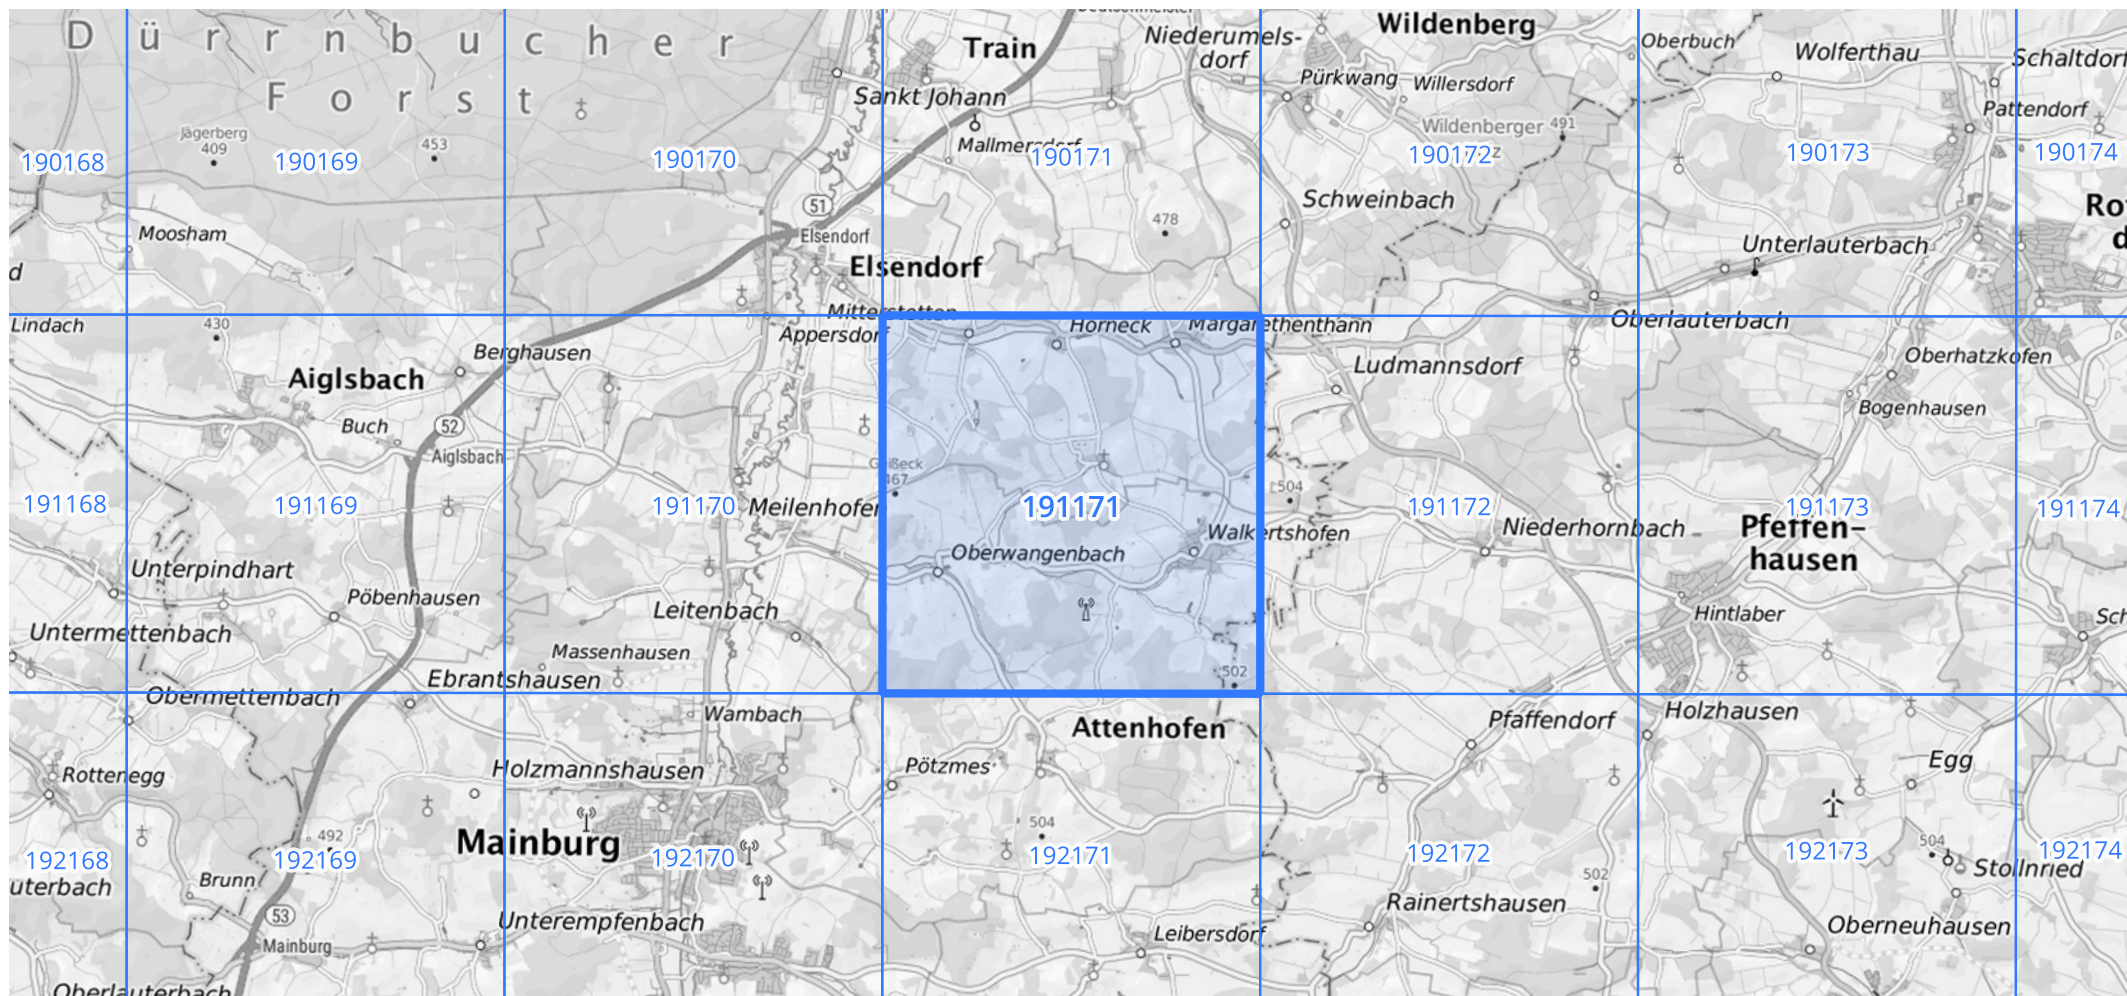 Dürrnbucher
Forst
Train
Niederumels-
dorf
Wildenberg
Oberbuch
Wolferthau
Schaltdorf
Pürkwang
Willersdorf
Sankt Johann
Pattendorf
Jägerberg
409
453
Mallmersdorf
Wildenberger
491
190168
190169
190170
190171
190172
190173
190174
51
Schweinbach
478
Moosham
Elsendorf
Unterlauterbach
Elsendorf
Mitterstetten
Lindach
430
Appersdorf
Horneck
Margarethenthann
Oberlauterbach
Berghausen
Aiglsbach
Ludmannsdorf
Oberhatzkofen
Buch
52
Bogenhausen
Aiglsbach
467
504
191168
191169
191170
191171
191172
191173
191174
Meilenhofen
Walkertshofen
Niederhornbach
Pfeffen-
hausen
Oberwangenbach
Unterpindhart
Pöbenhausen
Leitenbach
Hintlaber
Untermettenbach
Massenhausen
502
Ebrantshausen
Obermettenbach
Wambach
Attenhofen
Pfaffendorf
Holzhausen
Rottenegg
Holzmannshausen
Pötzmes
Egg
Mainburg
492
504
504
192168
192169
192170
192171
192172
192173
192174
Stollnried
Brunn
502
53
Unterempfenbach
Rainertshausen
Leibersdorf
Oberneuhausen
Mainburg
Oberlauterbach